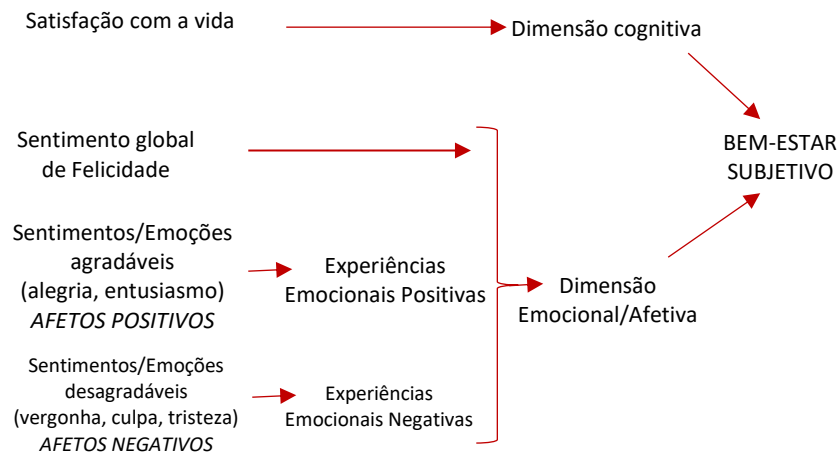 Satisfação com a vida
Dimensão cognitiva
Sentimento global
de Felicidade
BEM-ESTAR
SUBJETIVO
Sentimentos/Emoções
agradáveis
(alegria, entusiasmo)
AFETOS POSITIVOS
Experiências
Emocionais Positivas
Dimensão
Emocional/Afetiva
Sentimentos/Emoções
desagradáveis
(vergonha, culpa, tristeza)
AFETOS NEGATIVOS
Experiências
Emocionais Negativas